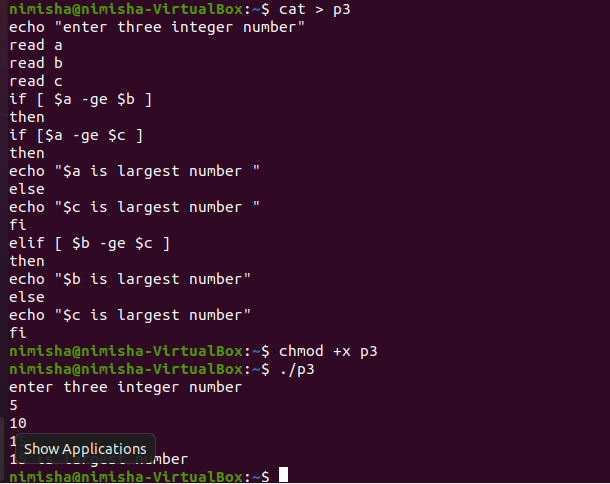 nimisha@nimisha-VirtualBox:~$ cat > p3
echo "enter three integer number"
read a
read b
read c
if [ $a -ge $b ]
then
if [$a -ge $c ]
then
echo "$a is largest number "
else
echo "$c is largest number "
fi
elif [ $b -ge $c ]
then
echo "$b is largest number"
else
echo "$c is largest number"
fi
nimisha@nimisha-VirtualBox:~$ chmod +x p3
nimisha@nimisha-VirtualBox:~$ ./p3
enter three integer number
5
10
Show Applications
is largest number
nimisha@nimisha-VirtualBox:~$